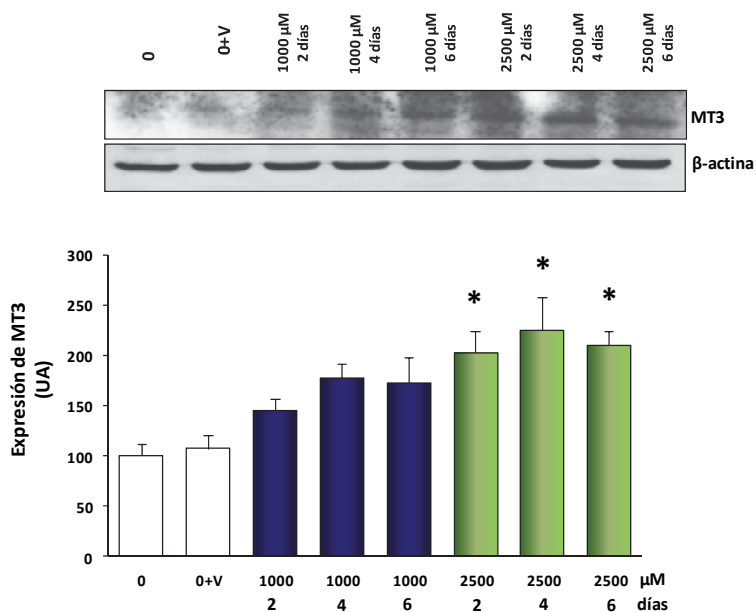 0
0+V
1000 µM
2 días
1000 µM
4 días
1000 µM
6 días
2500 µM
2 días
2500 µM
4 días
2500 µM
6 días
MT3
β-actina
Expresión de MT3
(UA)
300
250
200
150
100
50
0
* * *
0 0+V 1000 1000 1000 2500 2500 2500 µM
2 4 6 2 4 6 días